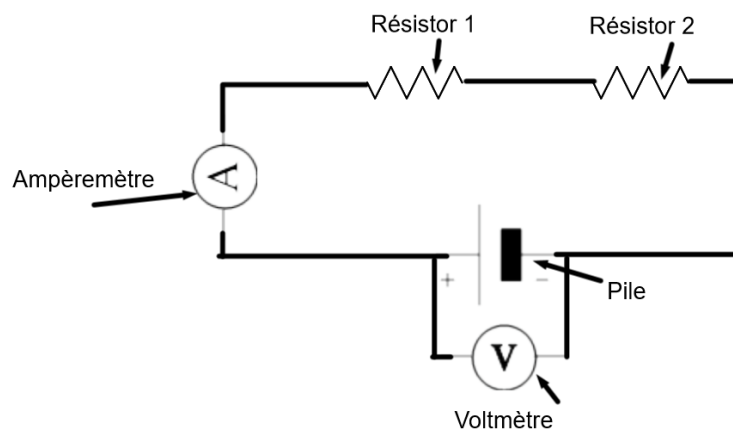 Résistor 1
Résistor 2
A
Ampèremètre
+
−
Pile
V
Voltmètre